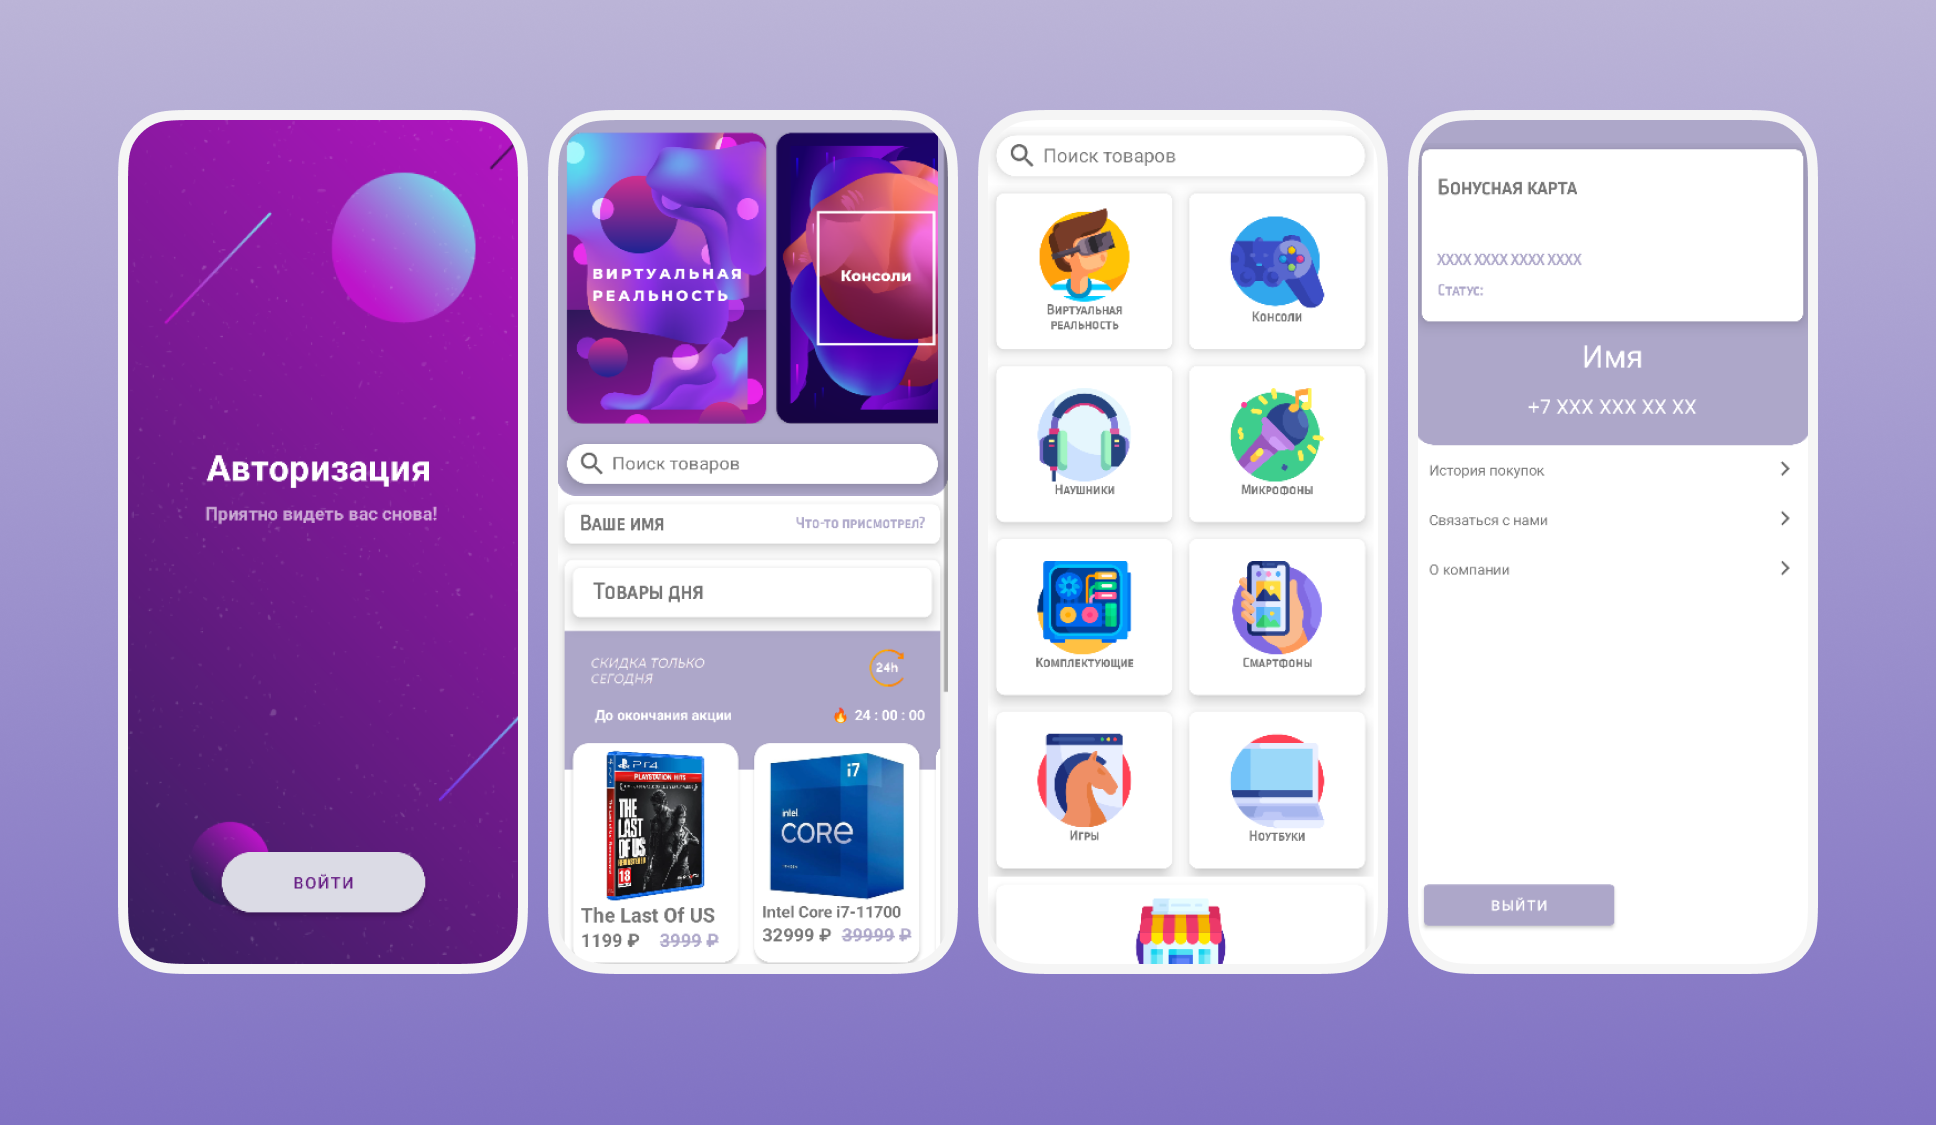 Авторизация
Приятно видеть вас снова!
ВОЙТИ
ВИРТУАЛЬНАЯ
РЕАЛЬНОСТЬ
Консоли
Поиск товаров
Ваше имя
Что-то присмотрел?
Товары дня
СКИДКА ТОЛЬКО
СЕГОДНЯ
24h
До окончания акции
24 : 00 : 00
PS4
PLAYSTATION HITS
THE
LAST
OF US
REMASTERED
18
The Last Of US
1199 ₽ 3999 ₽
i7
intel
CORE
Intel Core i7-11700
32999 ₽ 39999 ₽
Поиск товаров
Виртуальная
реальность
Консоли
Наушники
Микрофоны
Комплектующие
Смартфоны
Игры
Ноутбуки
Бонусная карта
XXXX XXXX XXXX XXXX
Статус:
Имя
+7 XXX XXX XX XX
История покупок
Связаться с нами
О компании
ВЫЙТИ